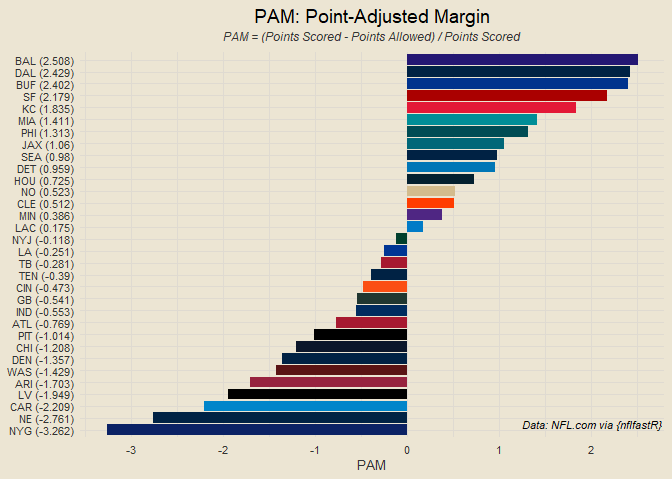 PAM: Point-Adjusted Margin
PAM = (Points Scored - Points Allowed) / Points Scored
BAL (2.508)
DAL (2.429)
BUF (2.402)
SF (2.179)
KC (1.835)
MIA (1.411)
PHI (1.313)
JAX (1.06)
SEA (0.98)
DET (0.959)
HOU (0.725)
NO (0.523)
CLE (0.512)
MIN (0.386)
LAC (0.175)
NYJ (-0.118)
LA (-0.251)
TB (-0.281)
TEN (-0.39)
CIN (-0.473)
GB (-0.541)
IND (-0.553)
ATL (-0.769)
PIT (-1.014)
CHI (-1.208)
DEN (-1.357)
WAS (-1.429)
ARI (-1.703)
LV (-1.949)
CAR (-2.209)
NE (-2.761)
NYG (-3.262)
Data: NFL.com via {nflfastR}
-3 -2 -1 0 1 2
PAM